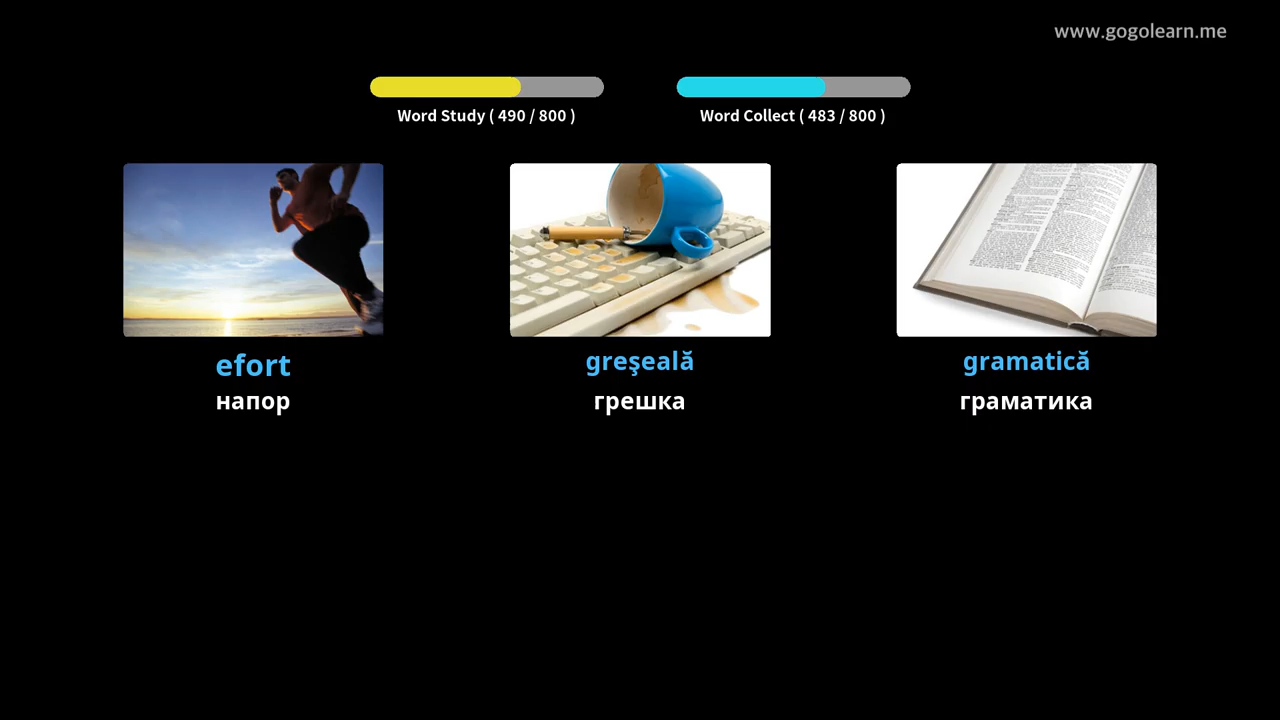 www.gogolearn.me
Word Study ( 490 / 800 )
Word Collect ( 483 / 800 )
efort
напор
greşeală
грешка
gramatică
граматика